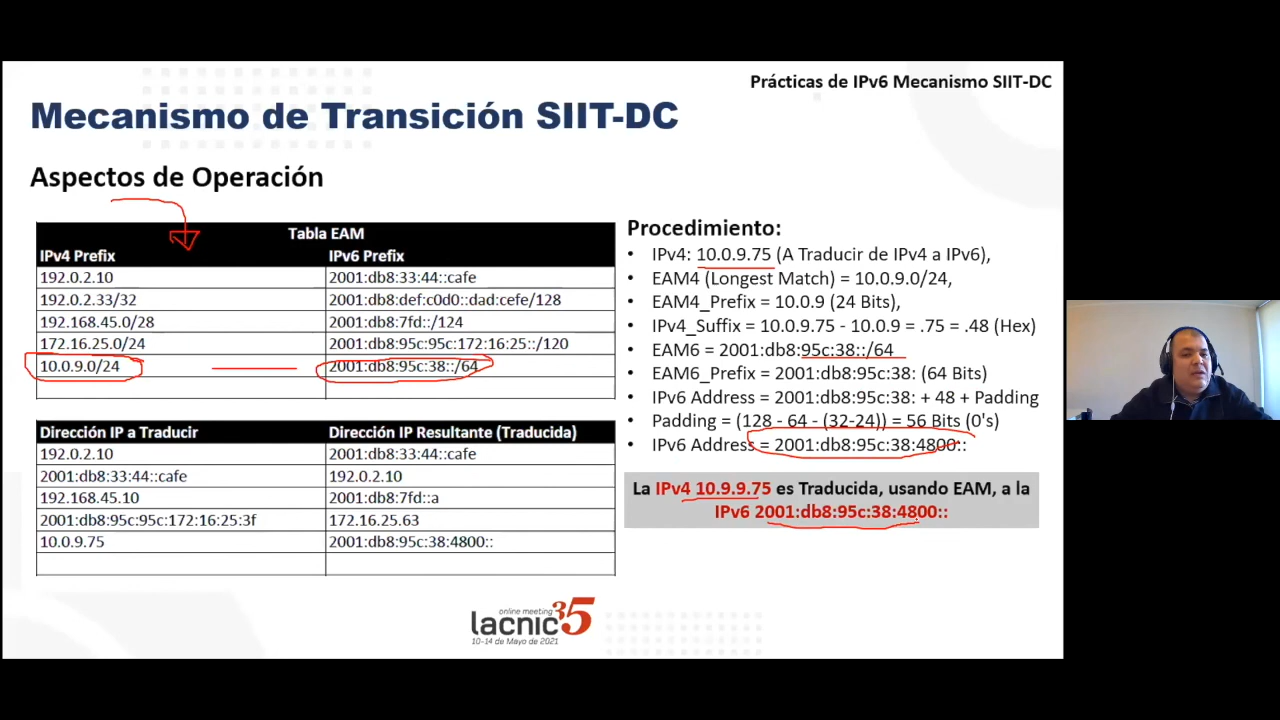 Prácticas de IPv6 Mecanismo SIIT-DC
Mecanismo de Transición SIIT-DC
Aspectos de Operación
Tabla EAM
IPv4 Prefix IPv6 Prefix
192.0.2.10 2001:db8:33:44::cafe
192.0.2.33/32 2001:db8:def:c0d0::dad:cefe/128
192.168.45.0/28 2001:db8:7fd::/124
172.16.25.0/24 2001:db8:95c:95c:172:16:25::/120
10.0.9.0/24 2001:db8:95c:38::/64
Dirección IP a Traducir Dirección IP Resultante (Traducida)
192.0.2.10 2001:db8:33:44::cafe
2001:db8:33:44::cafe 192.0.2.10
192.168.45.10 2001:db8:7fd::a
2001:db8:95c:95c:172:16:25:3f 172.16.25.63
10.0.9.75 2001:db8:95c:38:4800::
Procedimiento:
• IPv4: 10.0.9.75 (A Traducir de IPv4 a IPv6),
• EAM4 (Longest Match) = 10.0.9.0/24,
• EAM4_Prefix = 10.0.9 (24 Bits),
• IPv4_Suffix = 10.0.9.75 - 10.0.9 = .75 = .48 (Hex)
• EAM6 = 2001:db8:95c:38::/64
• EAM6_Prefix = 2001:db8:95c:38: (64 Bits)
• IPv6 Address = 2001:db8:95c:38: + 48 + Padding
• Padding = (128 - 64 - (32-24)) = 56 Bits (0's)
• IPv6 Address = 2001:db8:95c:38:4800::
La IPv4 10.9.9.75 es Traducida, usando EAM, a la
IPv6 2001:db8:95c:38:4800::
online meeting
lacnic35
10-14 de Mayo de 2021